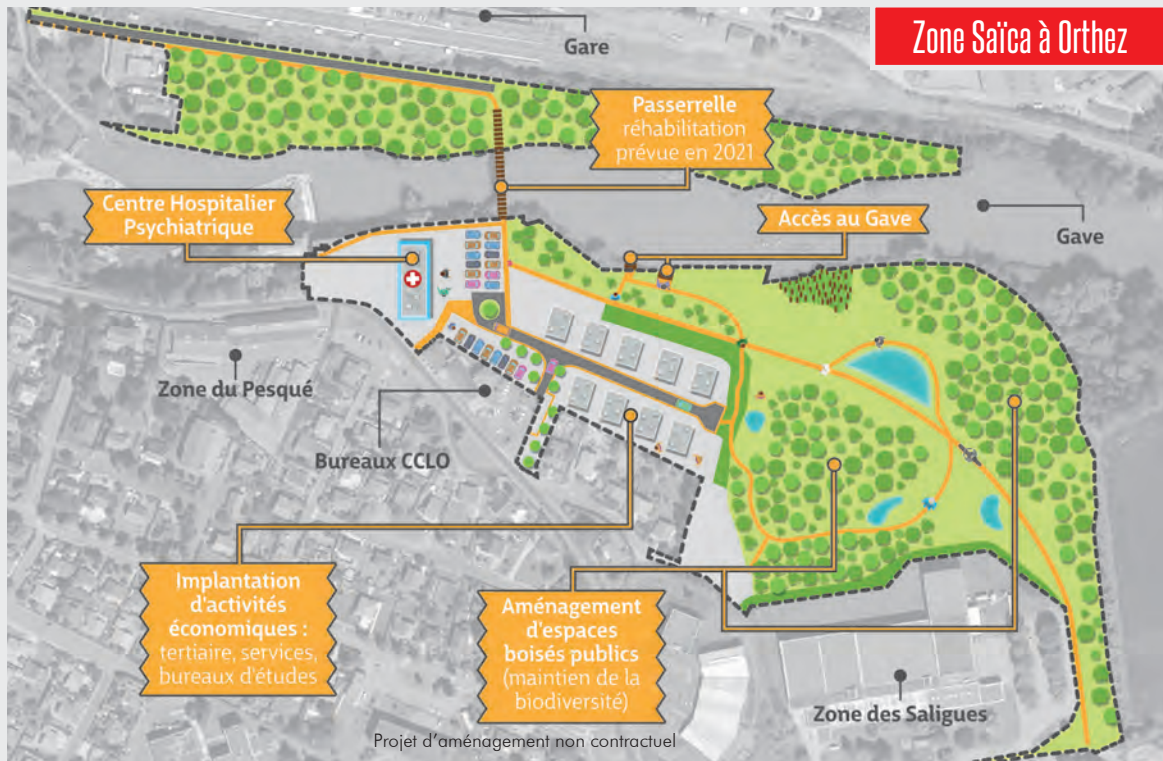 Zone Saïca à Orthez
Gare
Passerrelle
réhabilitation
prévue en 2021
Centre Hospitalier
Psychiatrique
Accès au Gave
Gave
Zone du Pesqué
Bureaux CCLO
Implantation
d'activités
économiques :
tertiaire, services,
bureaux d'études
Aménagement
d'espaces
boisés publics
(maintien de la
biodiversité)
Zone des Saligues
Projet d'aménagement non contractuel